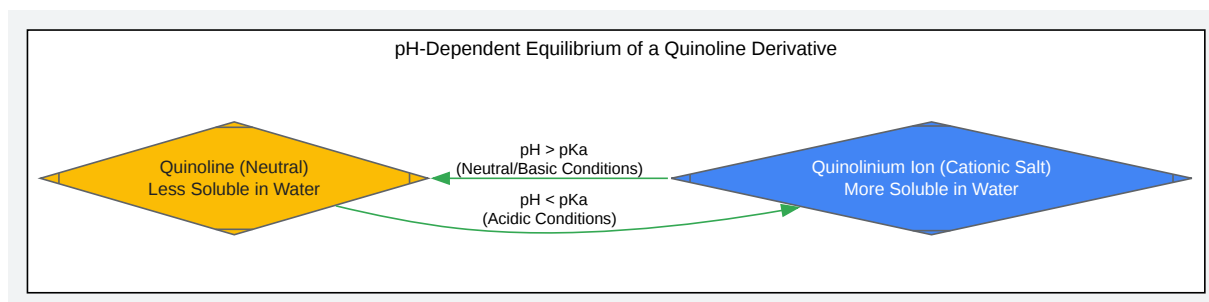 pH-Dependent Equilibrium of a Quinoline Derivative
Quinoline (Neutral)
Less Soluble in Water
pH > pKa
(Neutral/Basic Conditions)
pH < pKa
(Acidic Conditions)
Quinolinium Ion (Cationic Salt)
More Soluble in Water